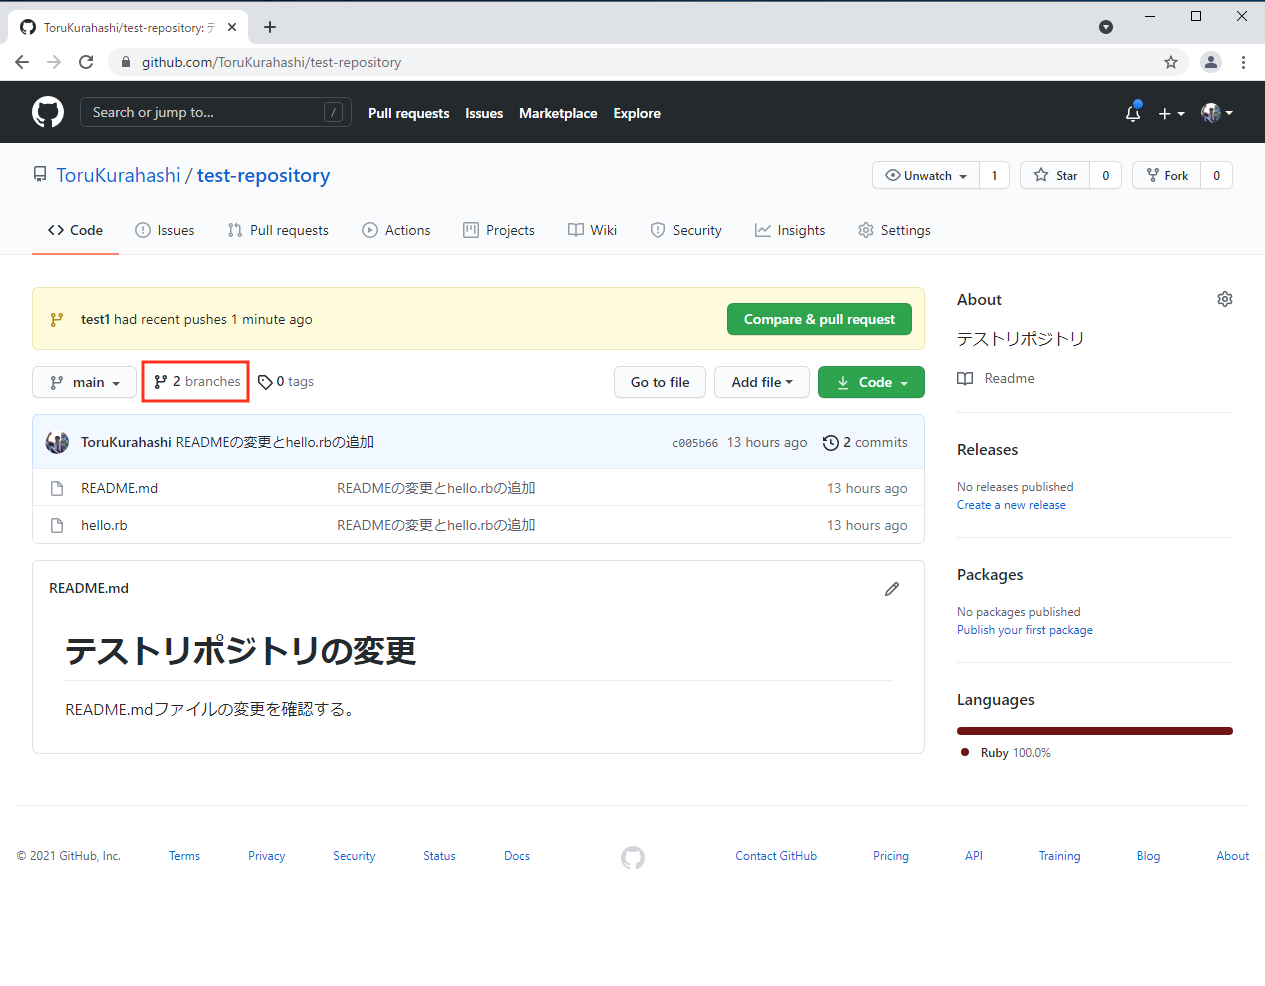 ToruKurahashi/test-repository: テ
github.com/ToruKurahashi/test-repository
Search or jump to... / Pull requests Issues Marketplace Explore
ToruKurahashi / test-repository Unwatch 1 Star 0 Fork 0
Code Issues Pull requests Actions Projects Wiki Security Insights Settings
test1 had recent pushes 1 minute ago Compare & pull request
main 2 branches 0 tags Go to file Add file Code
ToruKurahashi READMEの変更とhello.rbの追加 c005b66 13 hours ago 2 commits
README.md READMEの変更とhello.rbの追加 13 hours ago
hello.rb READMEの変更とhello.rbの追加 13 hours ago
README.md
テストリポジトリの変更
README.mdファイルの変更を確認する。
About
テストリポジトリ
Readme
Releases
No releases published
Create a new release
Packages
No packages published
Publish your first package
Languages
Ruby 100.0%
© 2021 GitHub, Inc. Terms Privacy Security Status Docs Contact GitHub Pricing API Training Blog About